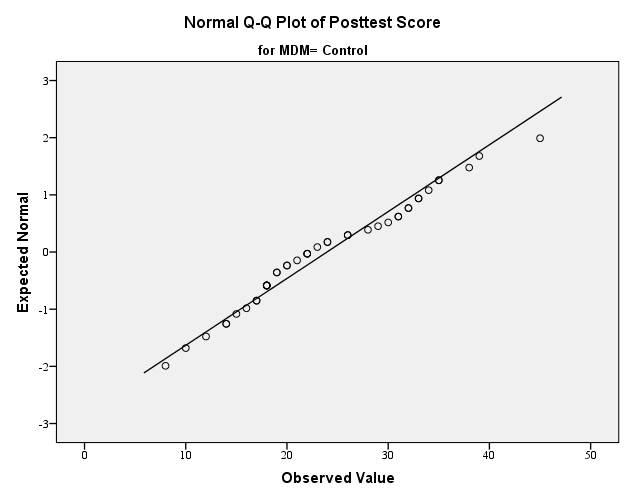 Normal Q-Q Plot of Posttest Score
for MDM= Control
3
2
1
0
-1
-2
-3
Expected Normal
0 10 20 30 40 50
Observed Value